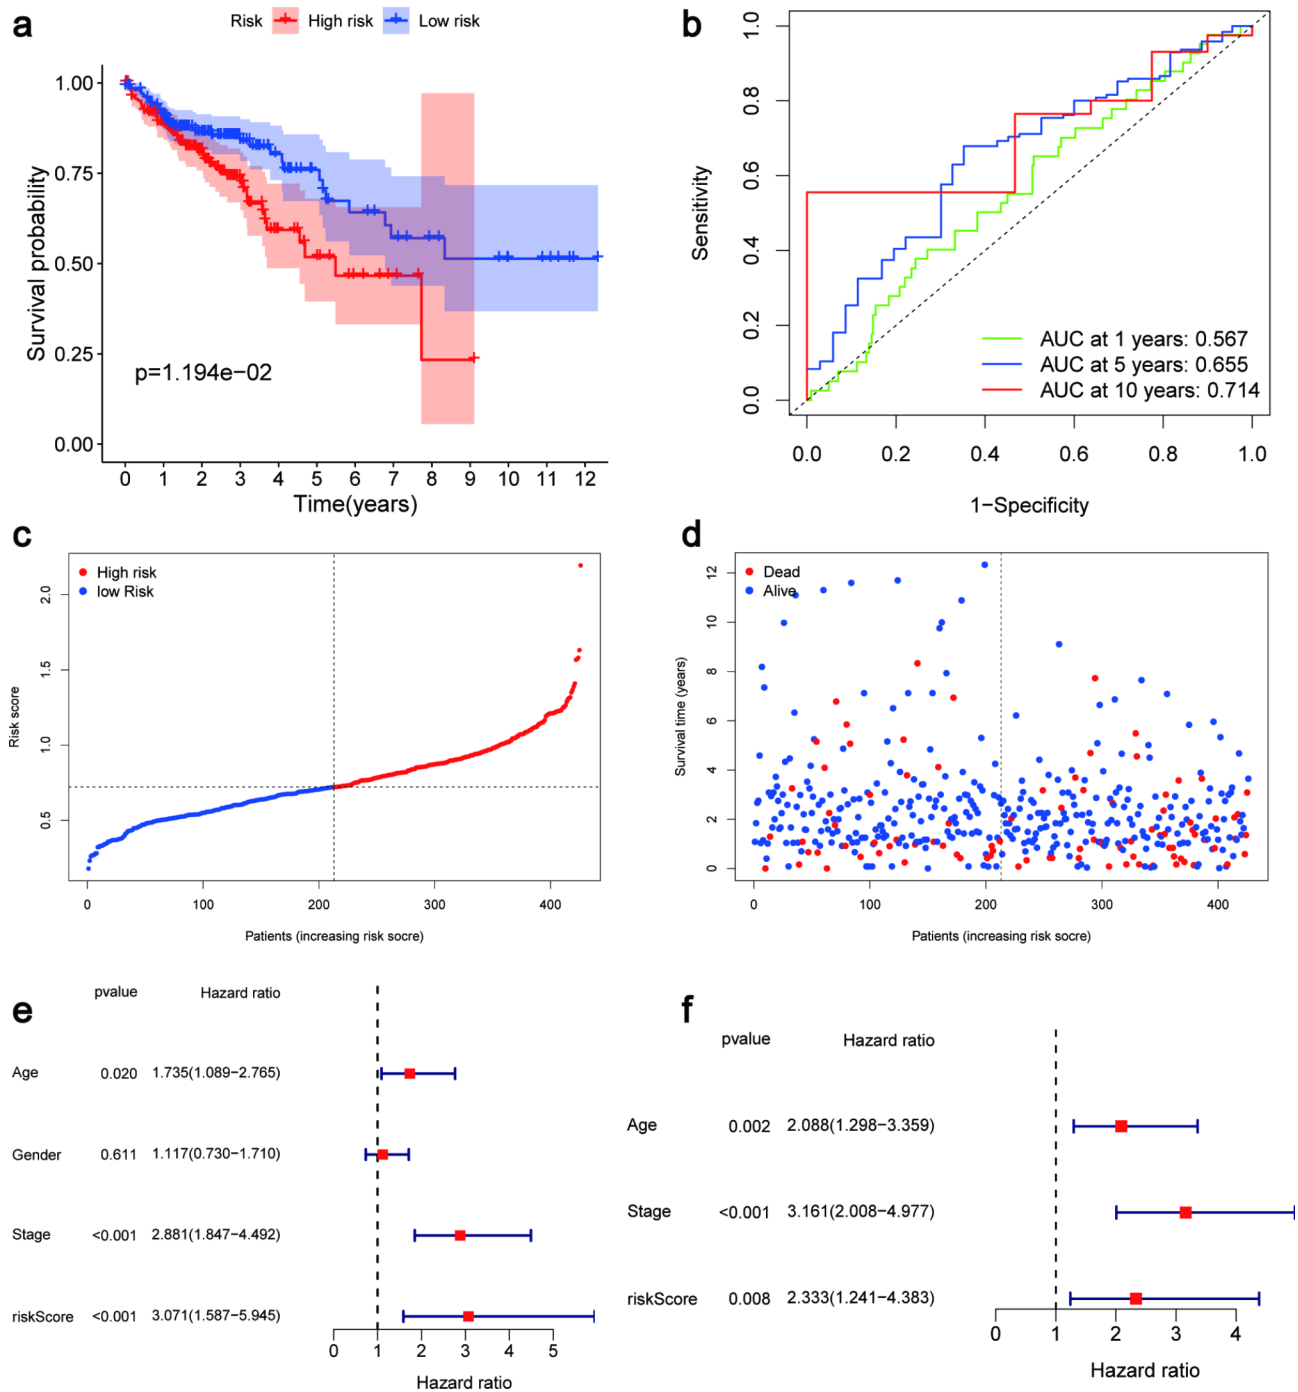 a
Risk High risk Low risk
Survival probability
1.00
0.75
0.50
0.25
0.00
p=1.194e−02
0 1 2 3 4 5 6 7 8 9 10 11 12
Time(years)
b
Sensitivity
1.0
0.8
0.6
0.4
0.2
0.0
AUC at 1 years: 0.567
AUC at 5 years: 0.655
AUC at 10 years: 0.714
0.0 0.2 0.4 0.6 0.8 1.0
1−Specificity
c
High risk
low Risk
Risk score
2.0
1.5
1.0
0.5
0 100 200 300 400
Patients (increasing risk socre)
d
Dead
Alive
Survival time (years)
12
10
8
6
4
2
0
0 100 200 300 400
Patients (increasing risk socre)
e
pvalue Hazard ratio
Age 0.020 1.735(1.089−2.765)
Gender 0.611 1.117(0.730−1.710)
Stage <0.001 2.881(1.847−4.492)
riskScore <0.001 3.071(1.587−5.945)
0 1 2 3 4 5
Hazard ratio
f
pvalue Hazard ratio
Age 0.002 2.088(1.298−3.359)
Stage <0.001 3.161(2.008−4.977)
riskScore 0.008 2.333(1.241−4.383)
0 1 2 3 4
Hazard ratio